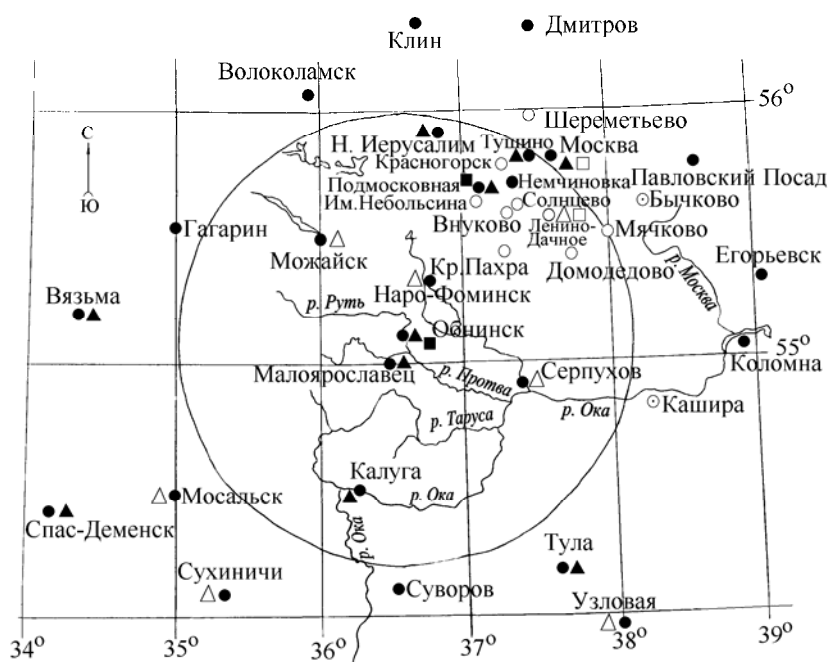 Клин
Дмитров
Волоколамск
56°
С
Ю
Шереметьево
Н. Иерусалим
Тушино
Москва
Красногорск
Подмосковная
Немчиновка
Павловский Посад
Им.Небольсина
Солнцево
Бычково
Гагарин
Внуково
Ленино-
Дачное
Мячково
Можайск
Домодедово
Егорьевск
Кр.Пахра
р. Москва
Вязьма
Наро-Фоминск
р. Руть
Обнинск
55°
Коломна
Малоярославец
р. Протва
Серпухов
р. Ока
Кашира
р. Таруса
Калуга
Мосальск
р. Ока
Спас-Деменск
р. Ока
Тула
Сухиничи
Суворов
Узловая
34°
35°
36°
37°
38°
39°